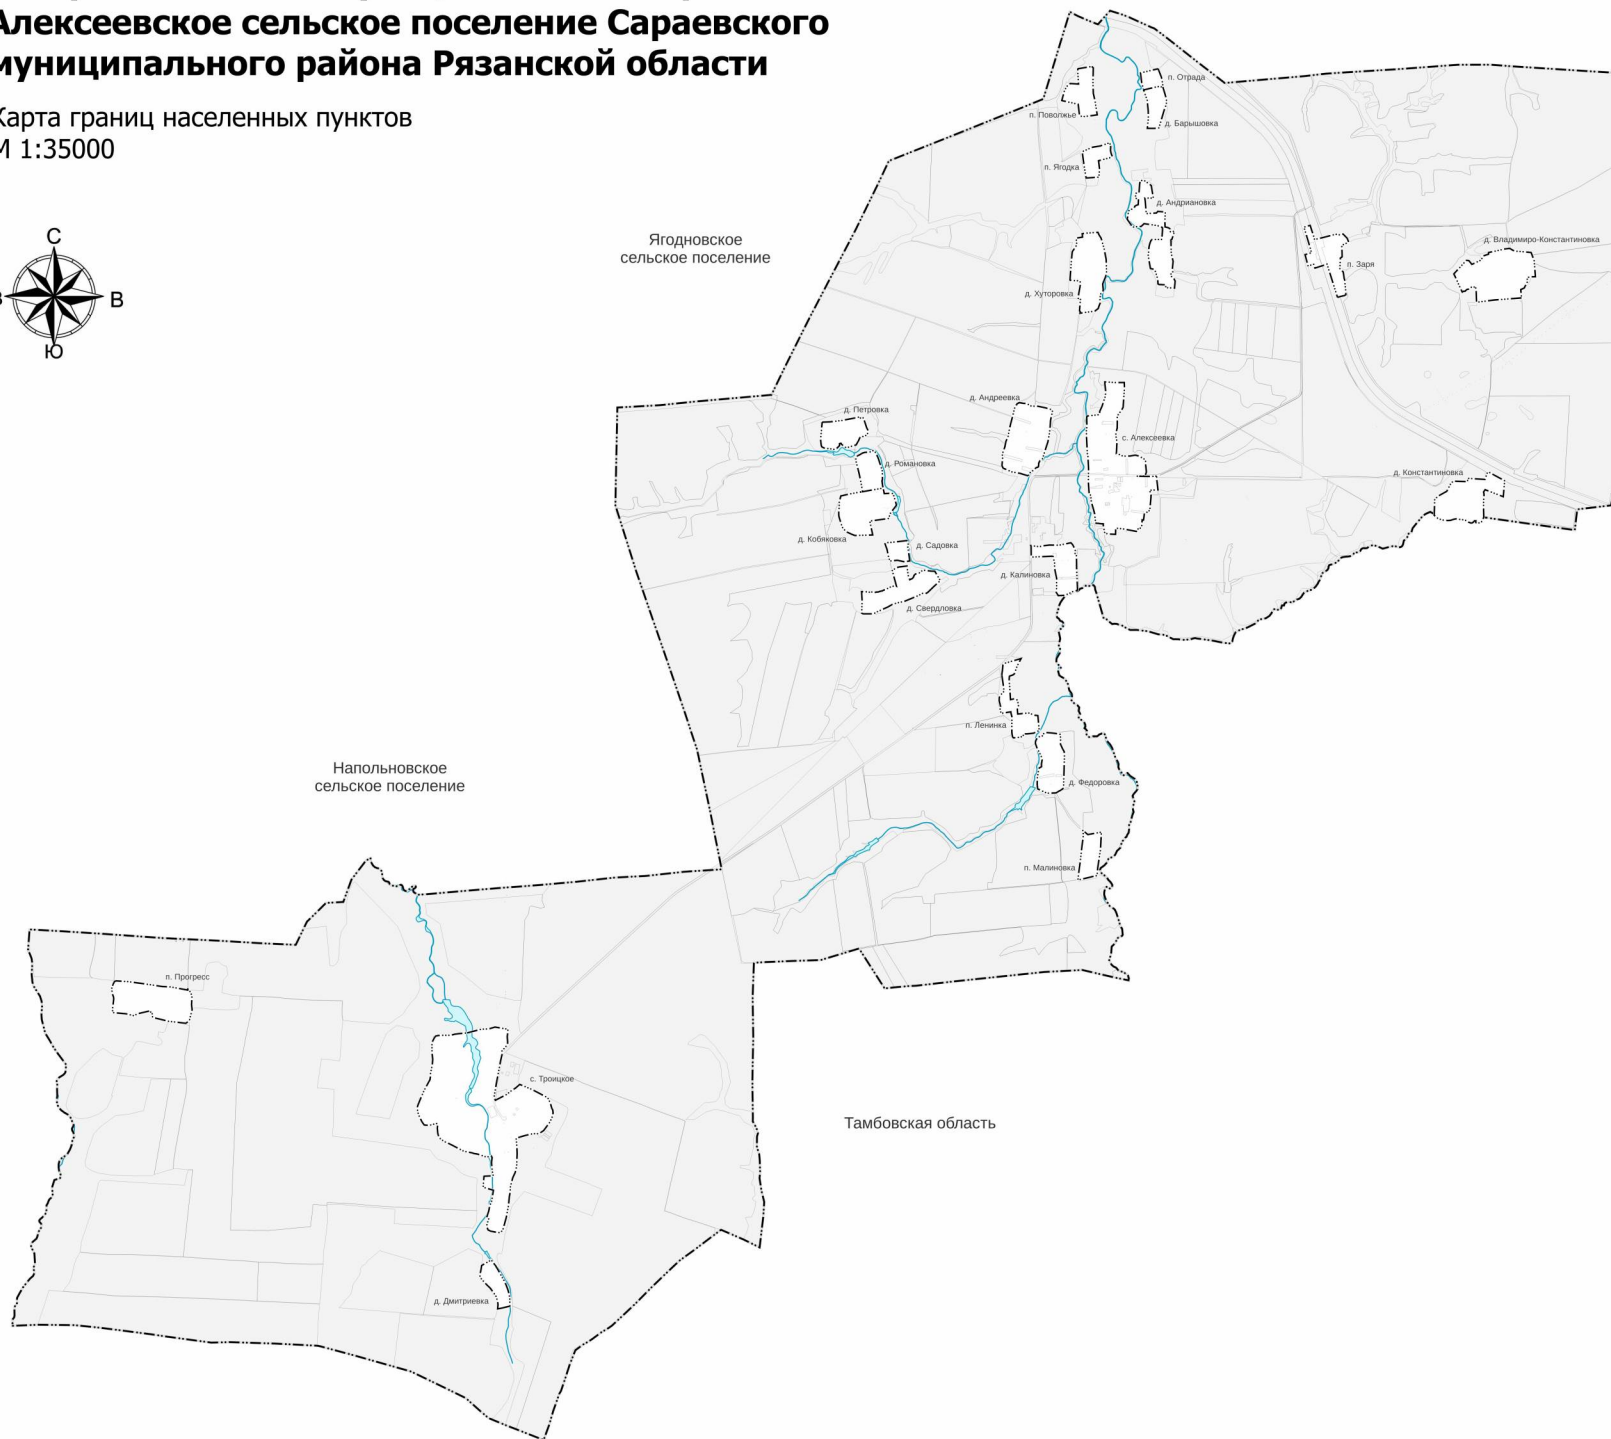 Алексеевское сельское поселение Сараевского
муниципального района Рязанской области
Карта границ населенных пунктов
М 1:35000
С
В
Ю
п. Отрада
п. Поволжье
д. Барышовка
п. Ягодка
д. Андриановка
Ягодновское
сельское поселение
д. Владимиро-Константиновка
п. Заря
д. Хуторовка
д. Андреевка
д. Петровка
с. Алексеевка
д. Романовка
д. Константиновка
д. Кобяковка
д. Садовка
д. Калиновка
д. Свердловка
п. Ленинка
Напольновское
сельское поселение
д. Федоровка
п. Малиновка
п. Прогресс
с. Троицкое
Тамбовская область
д. Дмитриевка